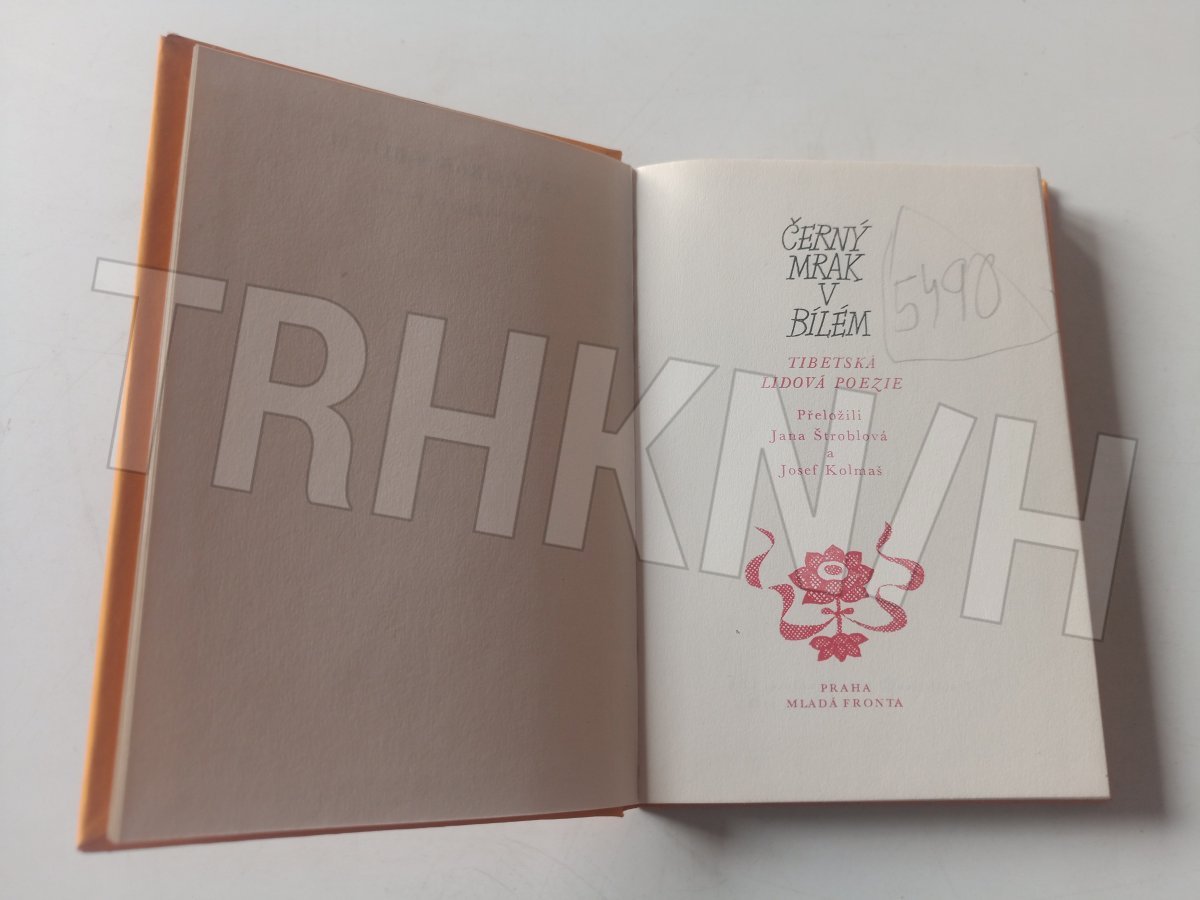 ČERNÝ
MRAK
V
BÍLÉM
5490
TIBETSKÁ
LIDOVÁ POEZIE
Přeložili
Jana Štroblová
a
Josef Kolmaš
PRAHA
MLADÁ FRONTA
TRHKNIH